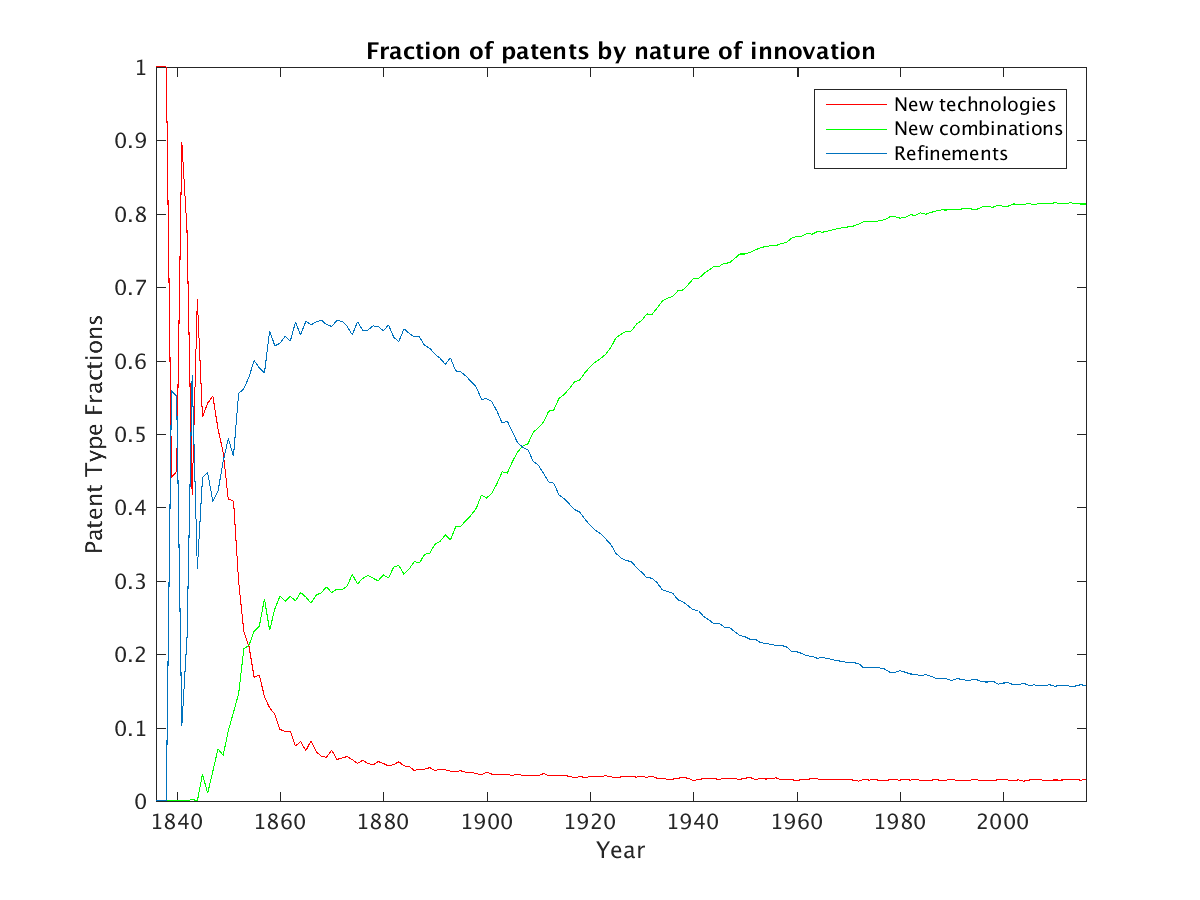 Fraction of patents by nature of innovation
New technologies
New combinations
Refinements
Patent Type Fractions
1
0.9
0.8
0.7
0.6
0.5
0.4
0.3
0.2
0.1
0
1840 1860 1880 1900 1920 1940 1960 1980 2000
Year